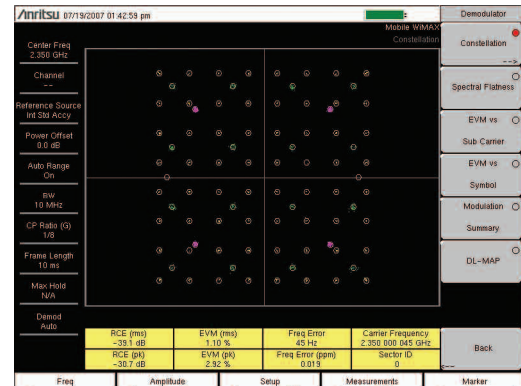 Anritsu 07/19/2007 01:42:59 pm
Demodulator
Mobile WiMAX
Constellation
Center Freq
2.350 GHz
Channel
--
Reference Source
Int Std Accy
Power Offset
0.0 dB
Auto Range
On
BW
10 MHz
CP Ratio (G)
1/8
Frame Length
10 ms
Max Hold
N/A
Demod
Auto
Constellation
-->
Spectral Flatness
EVM vs
Sub Carrier
EVM vs
Symbol
Modulation
Summary
DL-MAP
Back
<--
RCE (rms) EVM (rms) Freq Error Carrier Frequency
-39.1 dB 1.10 % 45 Hz 2.350 000 045 GHz
RCE (pk) EVM (pk) Freq Error (ppm) Sector ID
-30.7 dB 2.92 % 0.019 0
Freq Amplitude Setup Measurements Marker